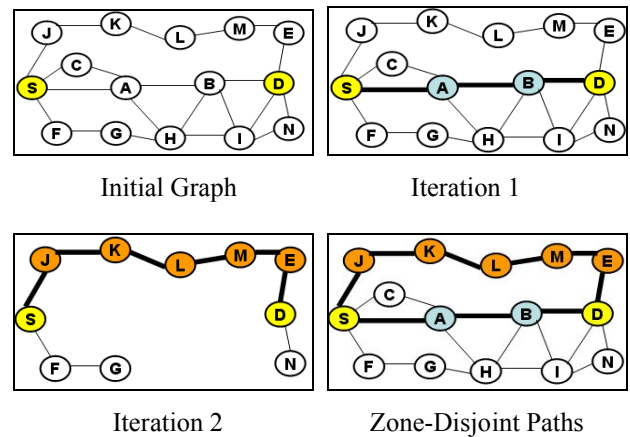 J K L M E
C
S A B D
F G H I N
Initial Graph
J K L M E
C
S A B D
F G H I N
Iteration 1
J K L M E
S D
F G N
Iteration 2
J K L M E
C
S A B D
F G H I N
Zone-Disjoint Paths